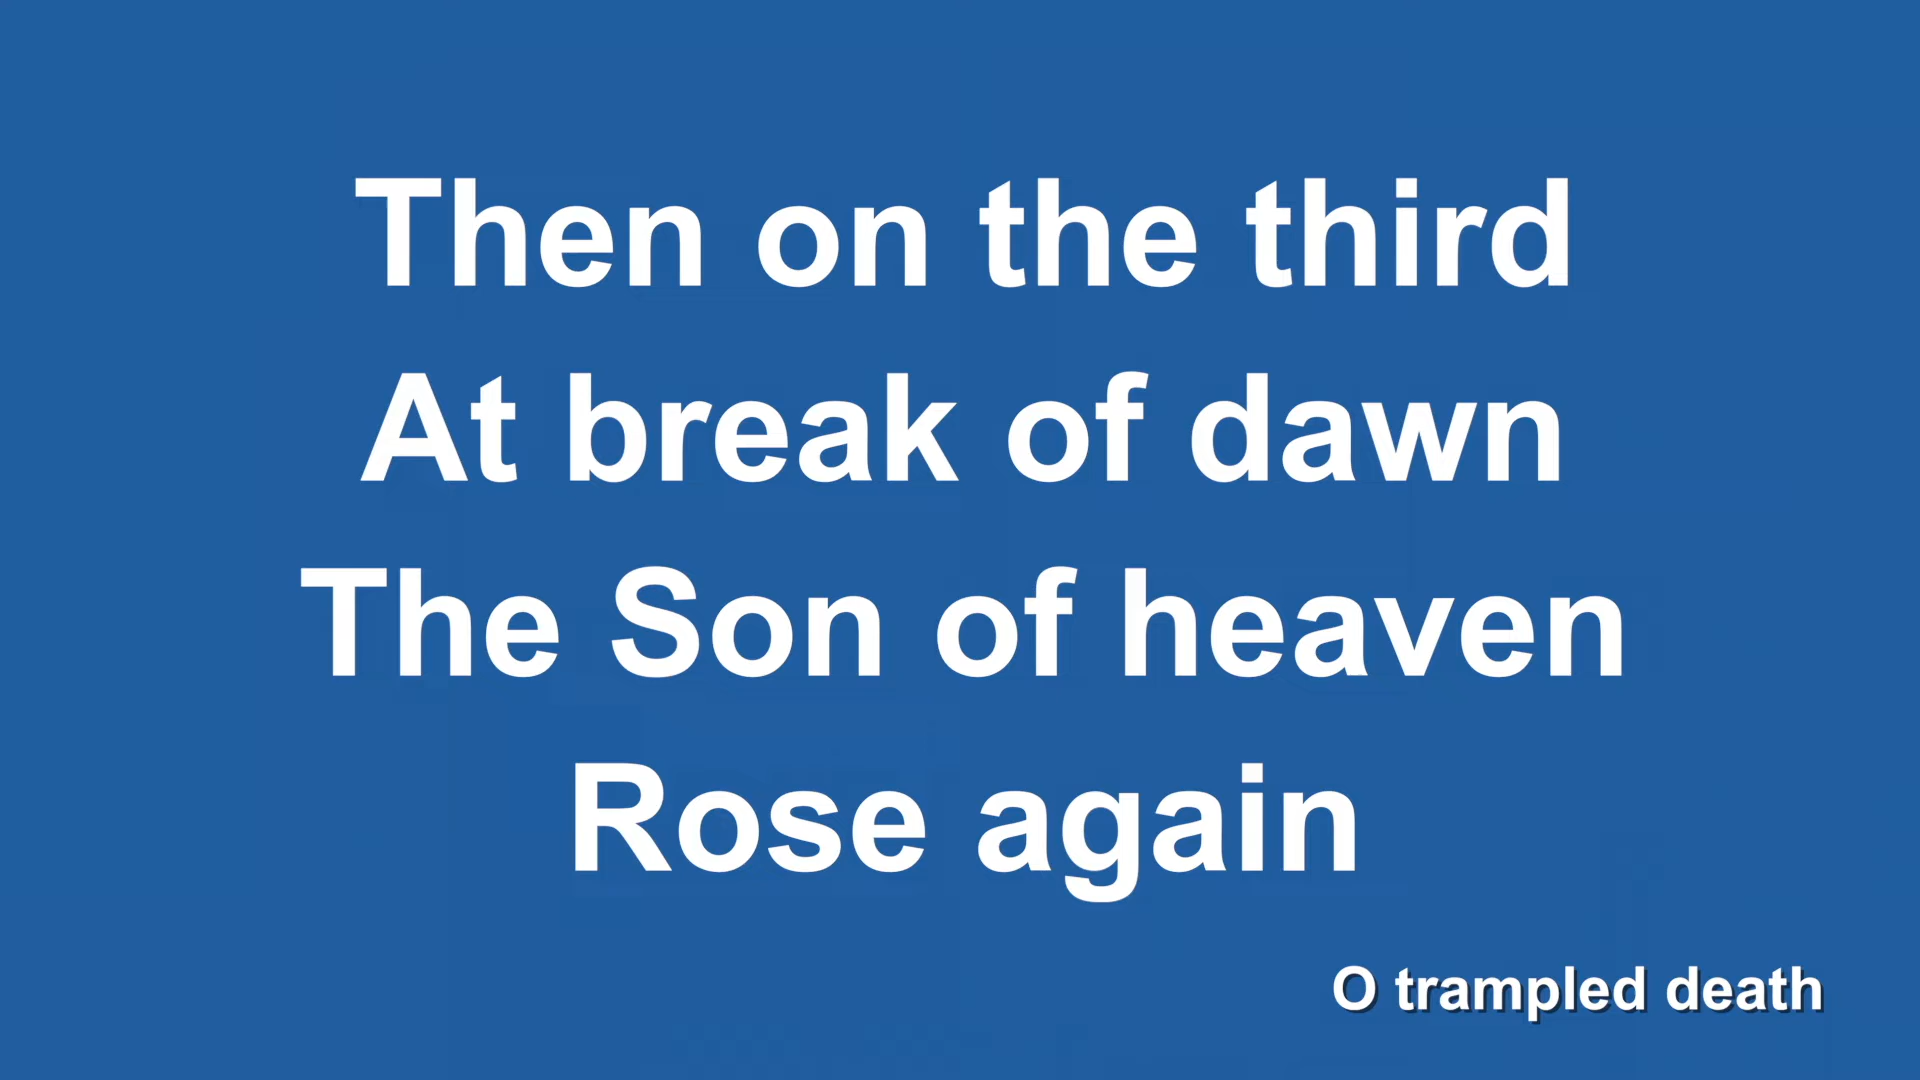 Then on the third
At break of dawn
The Son of heaven
Rose again
O trampled death